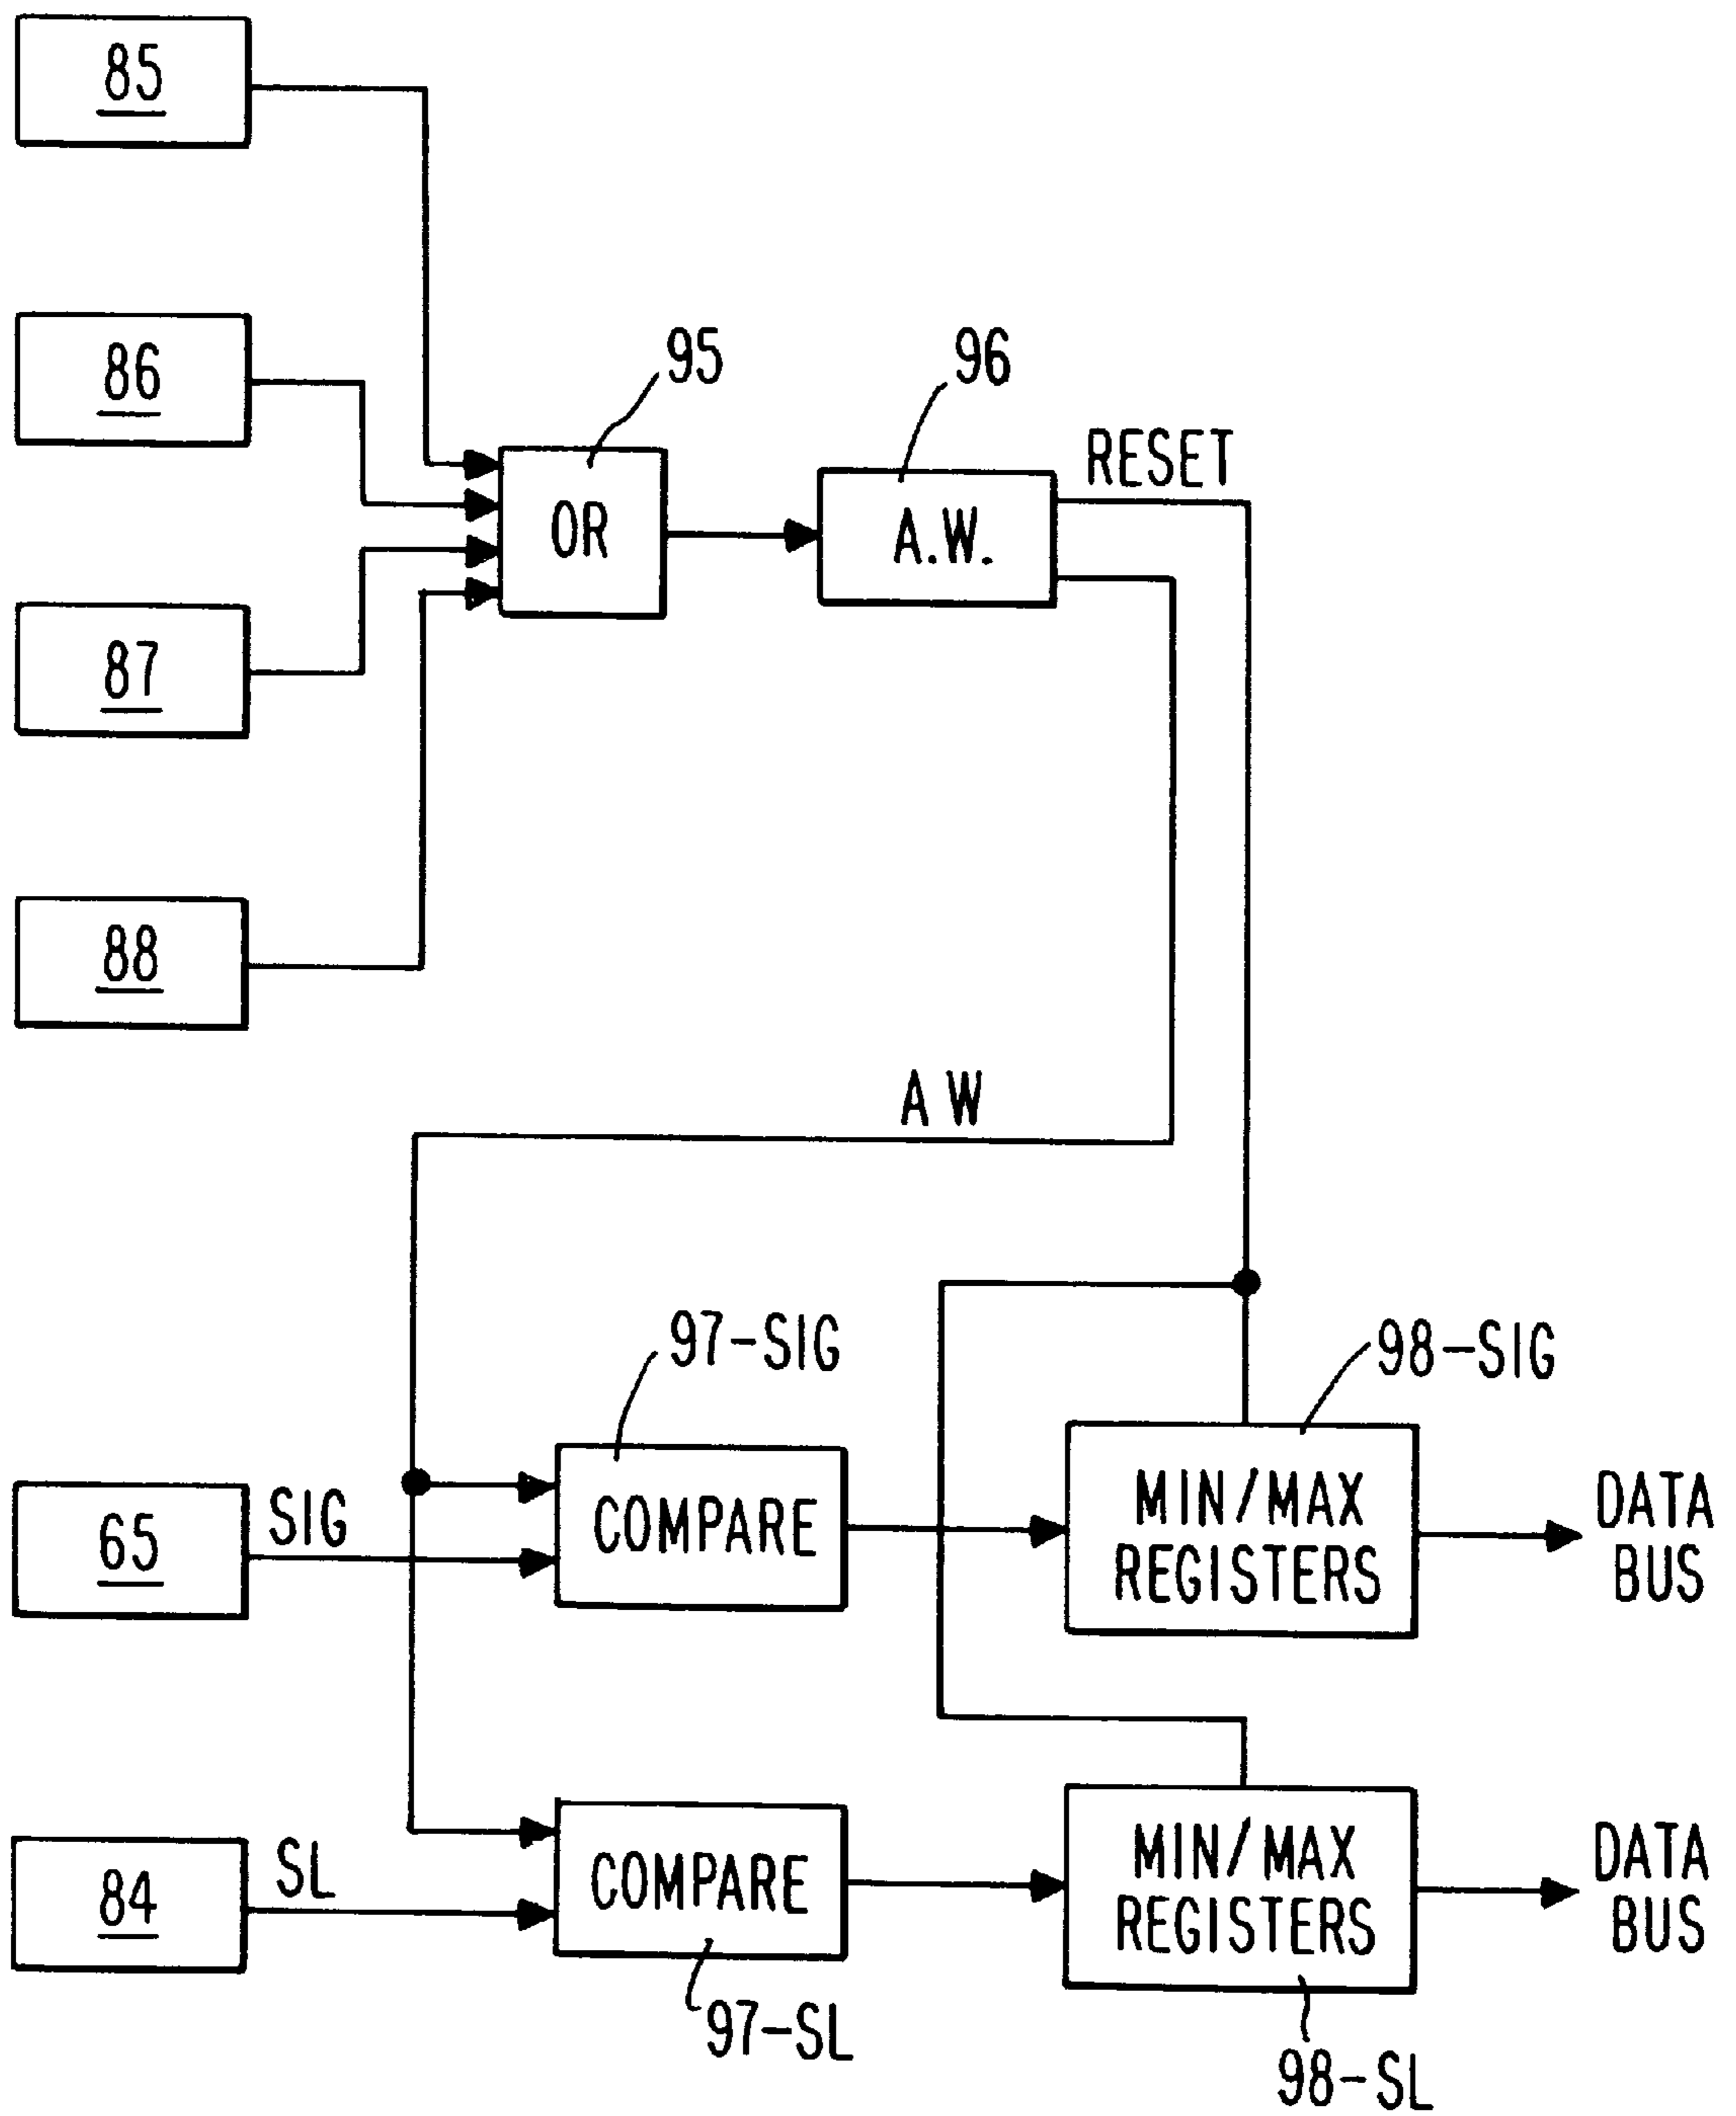 85
86
95
96
RESET
OR
A.W.
87
88
AW
97-SIG
98-SIG
65
SIG
COMPARE
MIN/MAX
REGISTERS
DATA
BUS
84
SL
COMPARE
MIN/MAX
REGISTERS
DATA
BUS
97-SL
98-SL